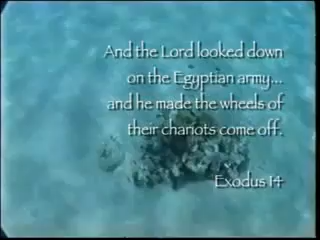 And the Lord looked down
on the Egyptian army...
and he made the wheels of
their chariots come off.
Exodus 14